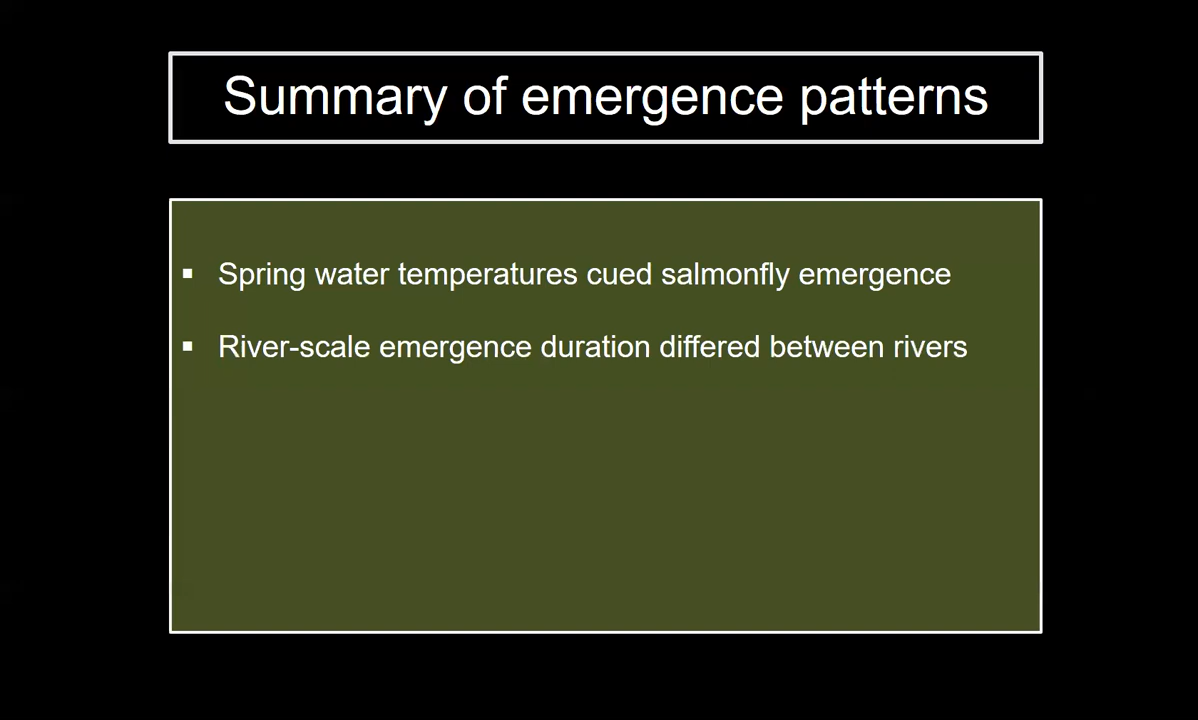 Summary of emergence patterns
▪ Spring water temperatures cued salmonfly emergence
▪ River-scale emergence duration differed between rivers